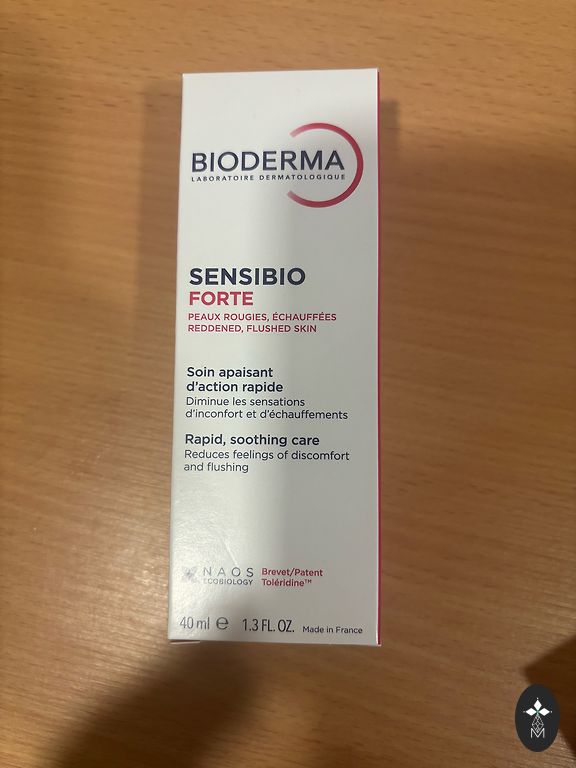 BIODERMA
LABORATOIRE DERMATOLOGIQUE
SENSIBIO
FORTE
PEAUX ROUGIES, ÉCHAUFFÉES
REDDENED, FLUSHED SKIN
Soin apaisant
d'action rapide
Diminue les sensations
d'inconfort et d'échauffements
Rapid, soothing care
Reduces feelings of discomfort
and flushing
NAOS
ECOBIOLOGY
Brevet/Patent
Toléridine™
40 ml ℮ 1.3 FL. OZ. Made in France
M